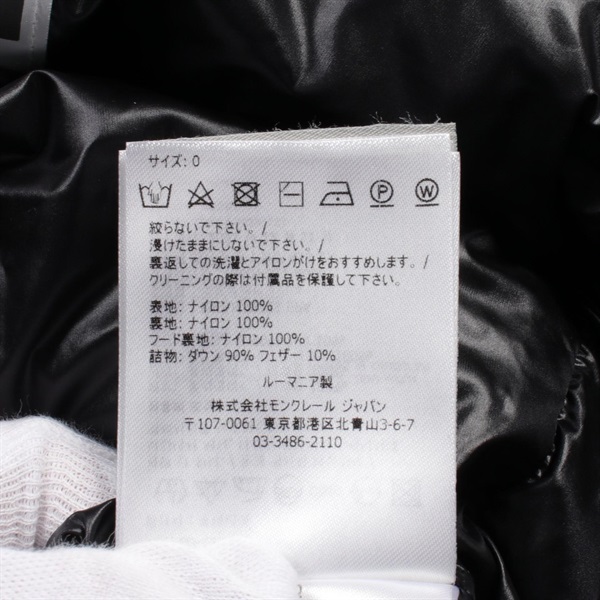 サイズ: 0
P W
絞らないで下さい。/
浸けたままにしないで下さい。/
裏返しての洗濯とアイロンがけをおすすめします。/
クリーニングの際は付属品を保護して下さい。/
表地: ナイロン 100%
裏地: ナイロン 100%
フード裏地: ナイロン 100%
詰物: ダウン 90% フェザー 10%
ルーマニア製
株式会社モンクレール ジャパン
〒107-0061 東京都港区北青山3-6-7
03-3486-2110